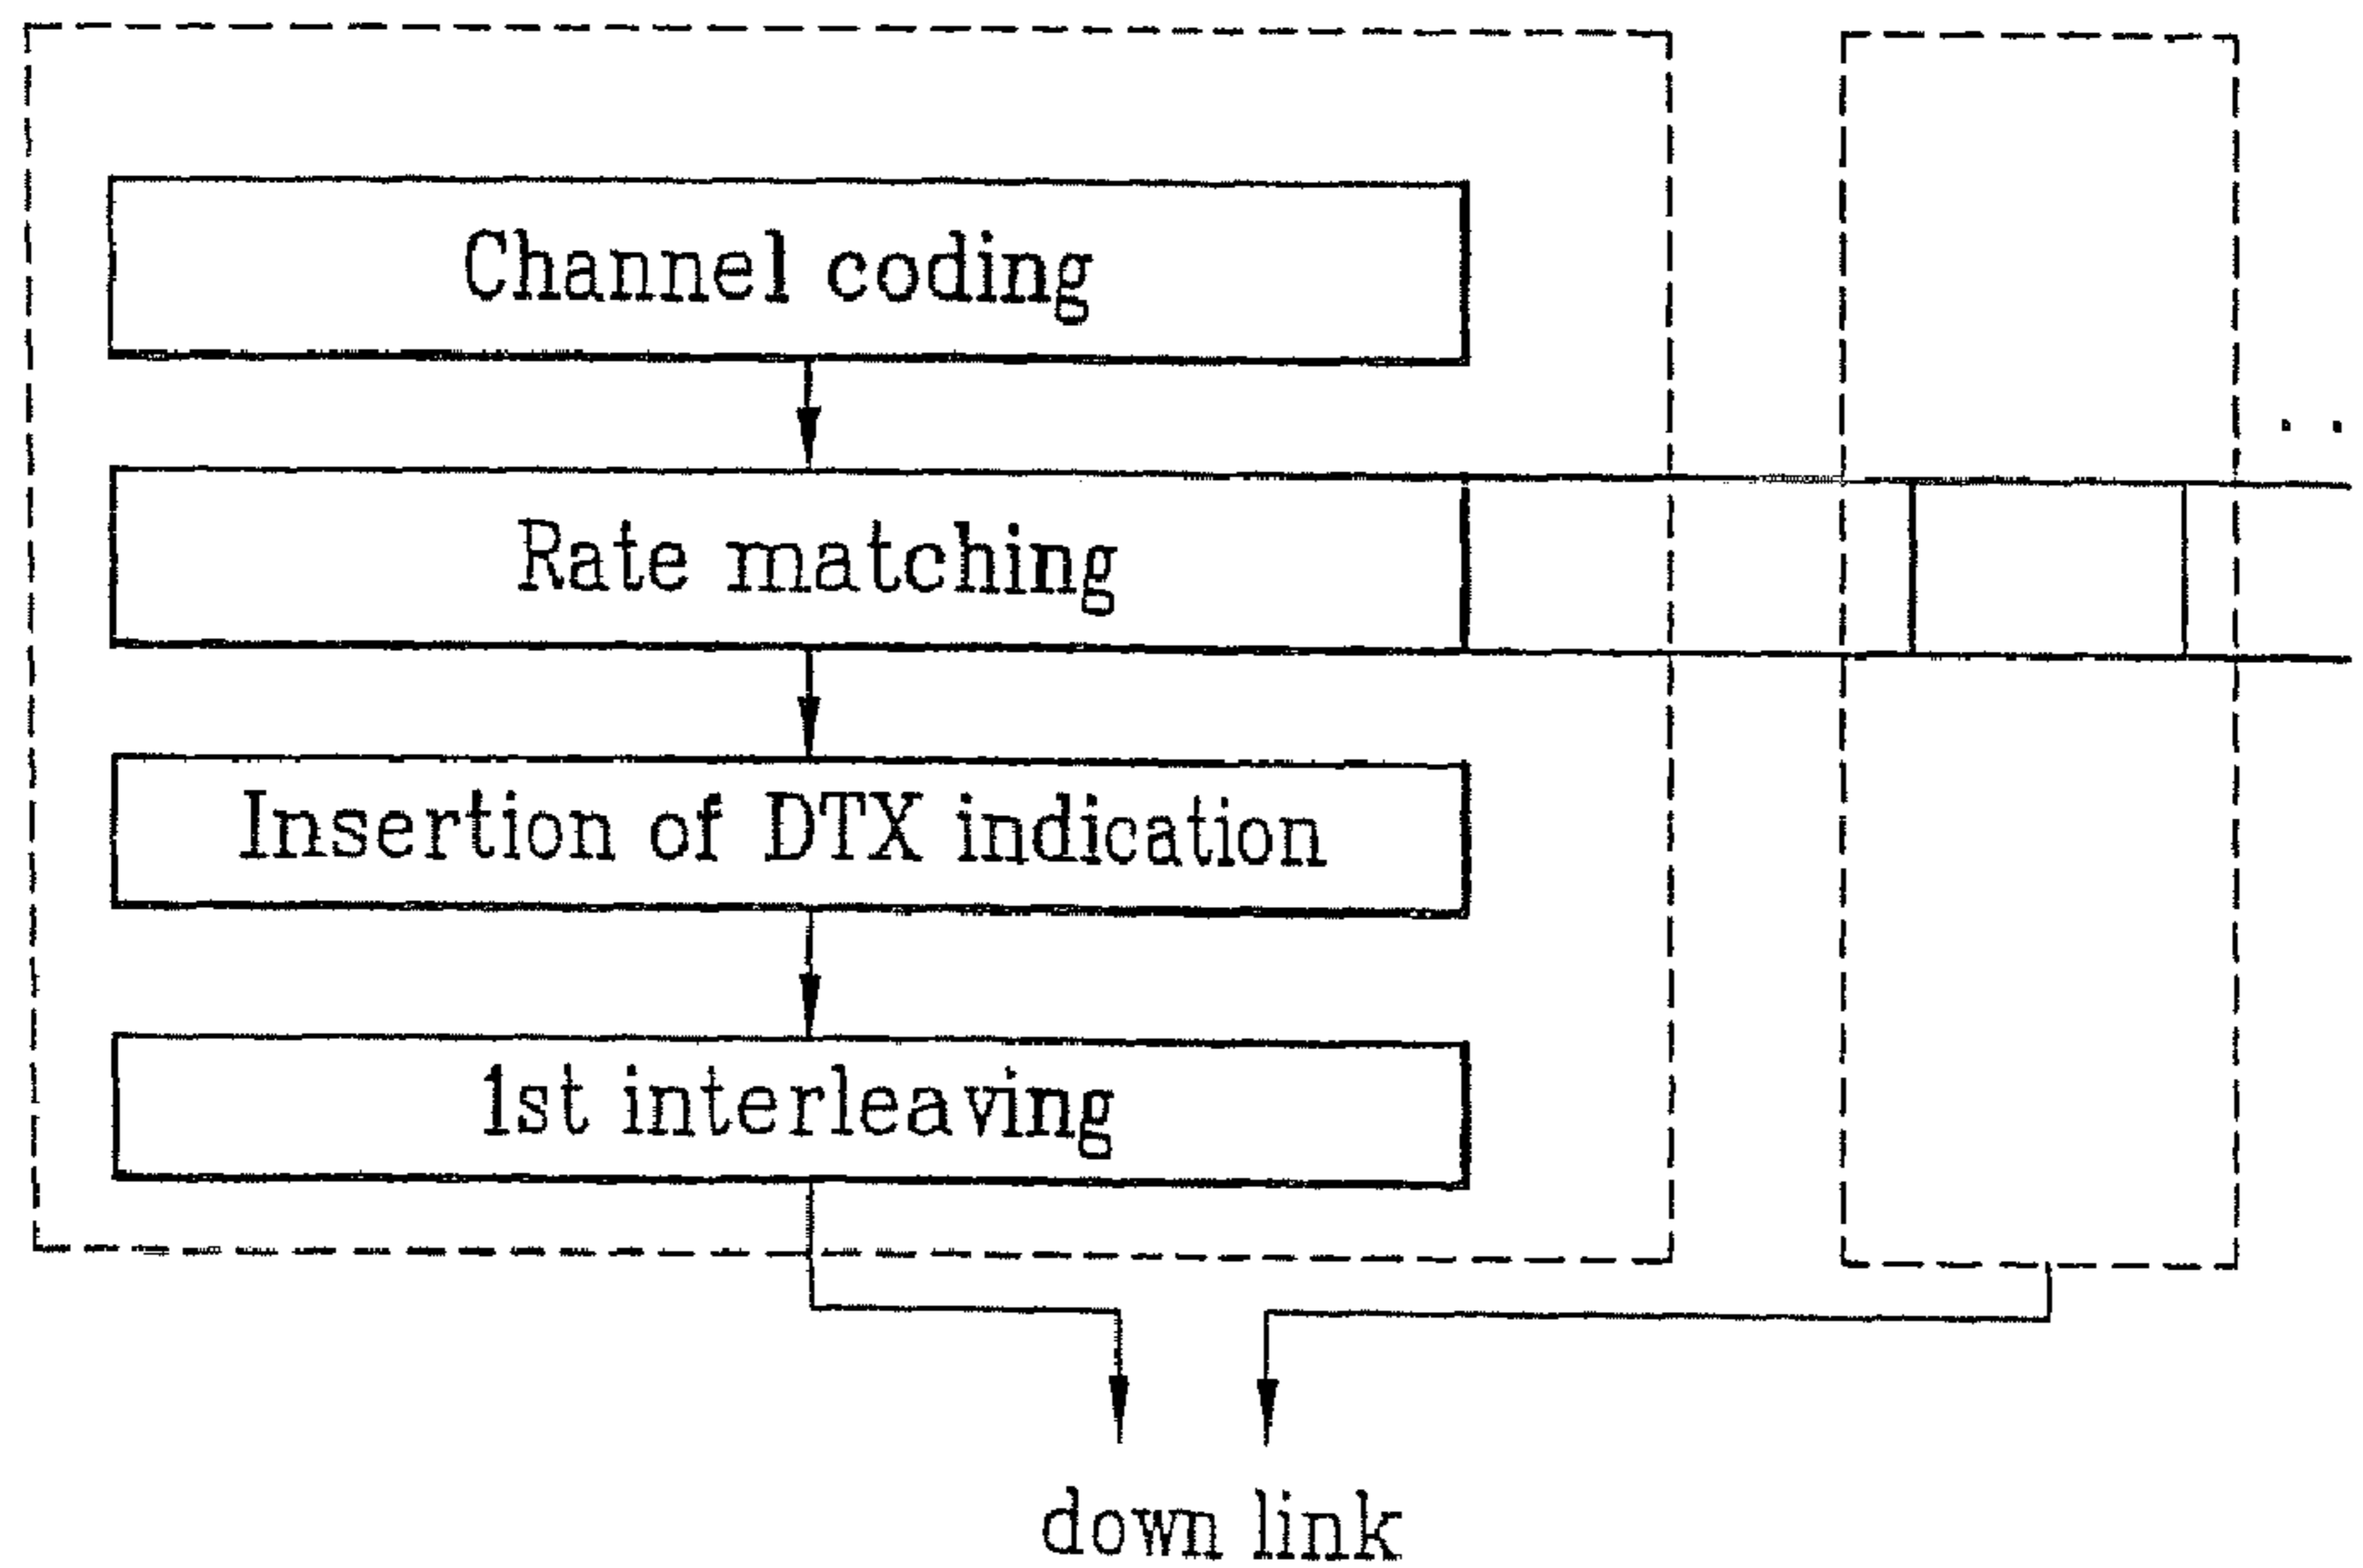 Channel coding
Rate matching
Insertion of DTX indication
1st interleaving
down link